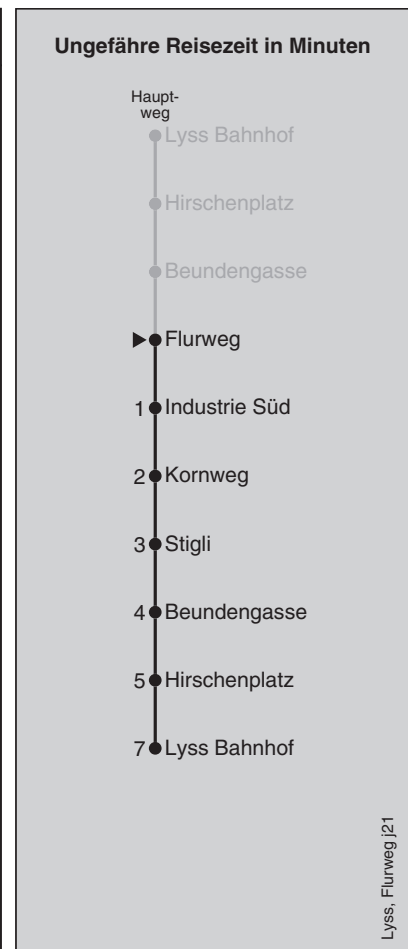 Ungefähre Reisezeit in Minuten
Haupt-
weg
Lyss Bahnhof
Hirschenplatz
Beundengasse
Flurweg
1 Industrie Süd
2 Kornweg
3 Stigli
4 Beundengasse
5 Hirschenplatz
7 Lyss Bahnhof
Lyss, Flurweg j21